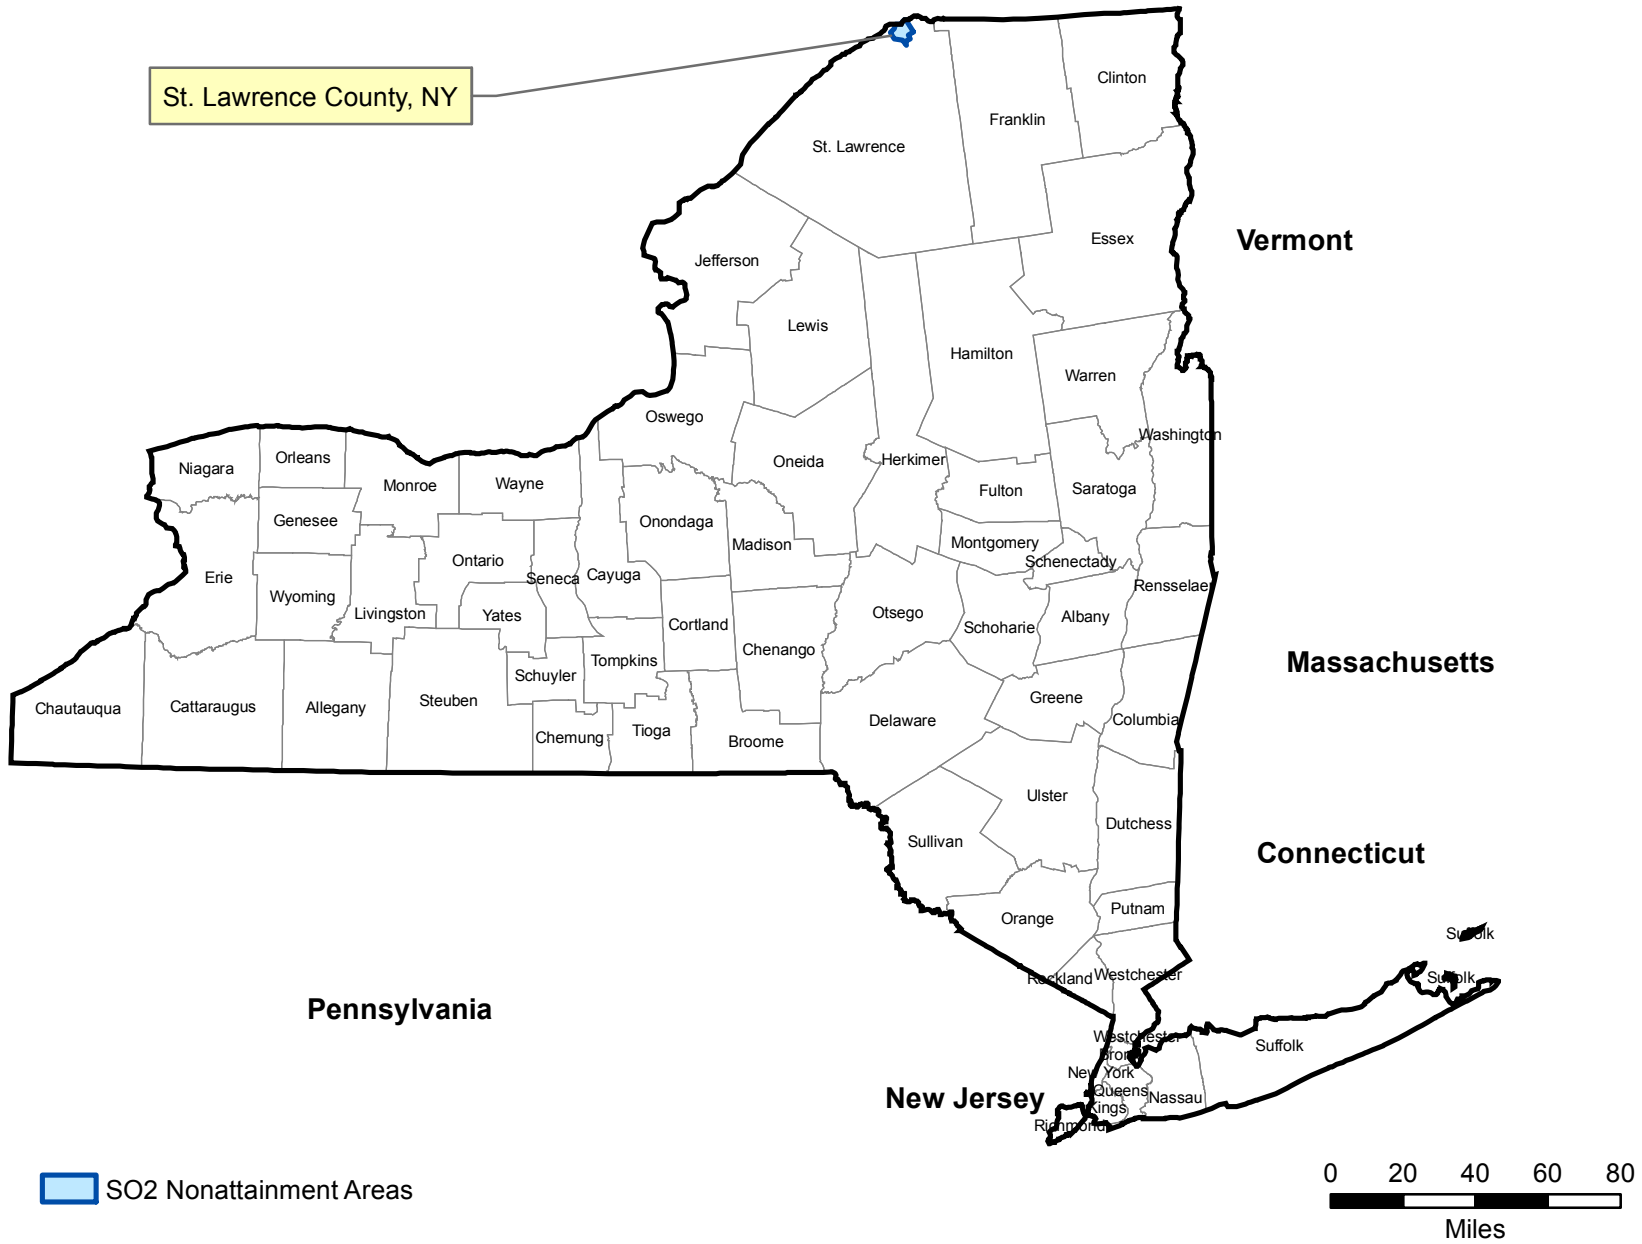 Clinton
St. Lawrence County, NY
Franklin
St. Lawrence
Essex
Vermont
Jefferson
Lewis
Hamilton
Warren
Oswego
Washington
Orleans
Niagara
Oneida
Herkimer
Monroe
Wayne
Fulton
Saratoga
Genesee
Onondaga
Madison
Montgomery
Ontario
Schenectady
Erie
Seneca
Cayuga
Rensselaer
Wyoming
Livingston
Yates
Otsego
Albany
Cortland
Schoharie
Chenango
Tompkins
Massachusetts
Schuyler
Steuben
Greene
Chautauqua
Cattaraugus
Allegany
Columbia
Delaware
Tioga
Chemung
Broome
Ulster
Dutchess
Sullivan
Connecticut
Putnam
Orange
Suffolk
Rockland
Westchester
Suffolk
Pennsylvania
Westchester
Suffolk
Bronx
New York
Queens
New Jersey
Nassau
Kings
Richmond
SO2 Nonattainment Areas
0 20 40 60 80
Miles